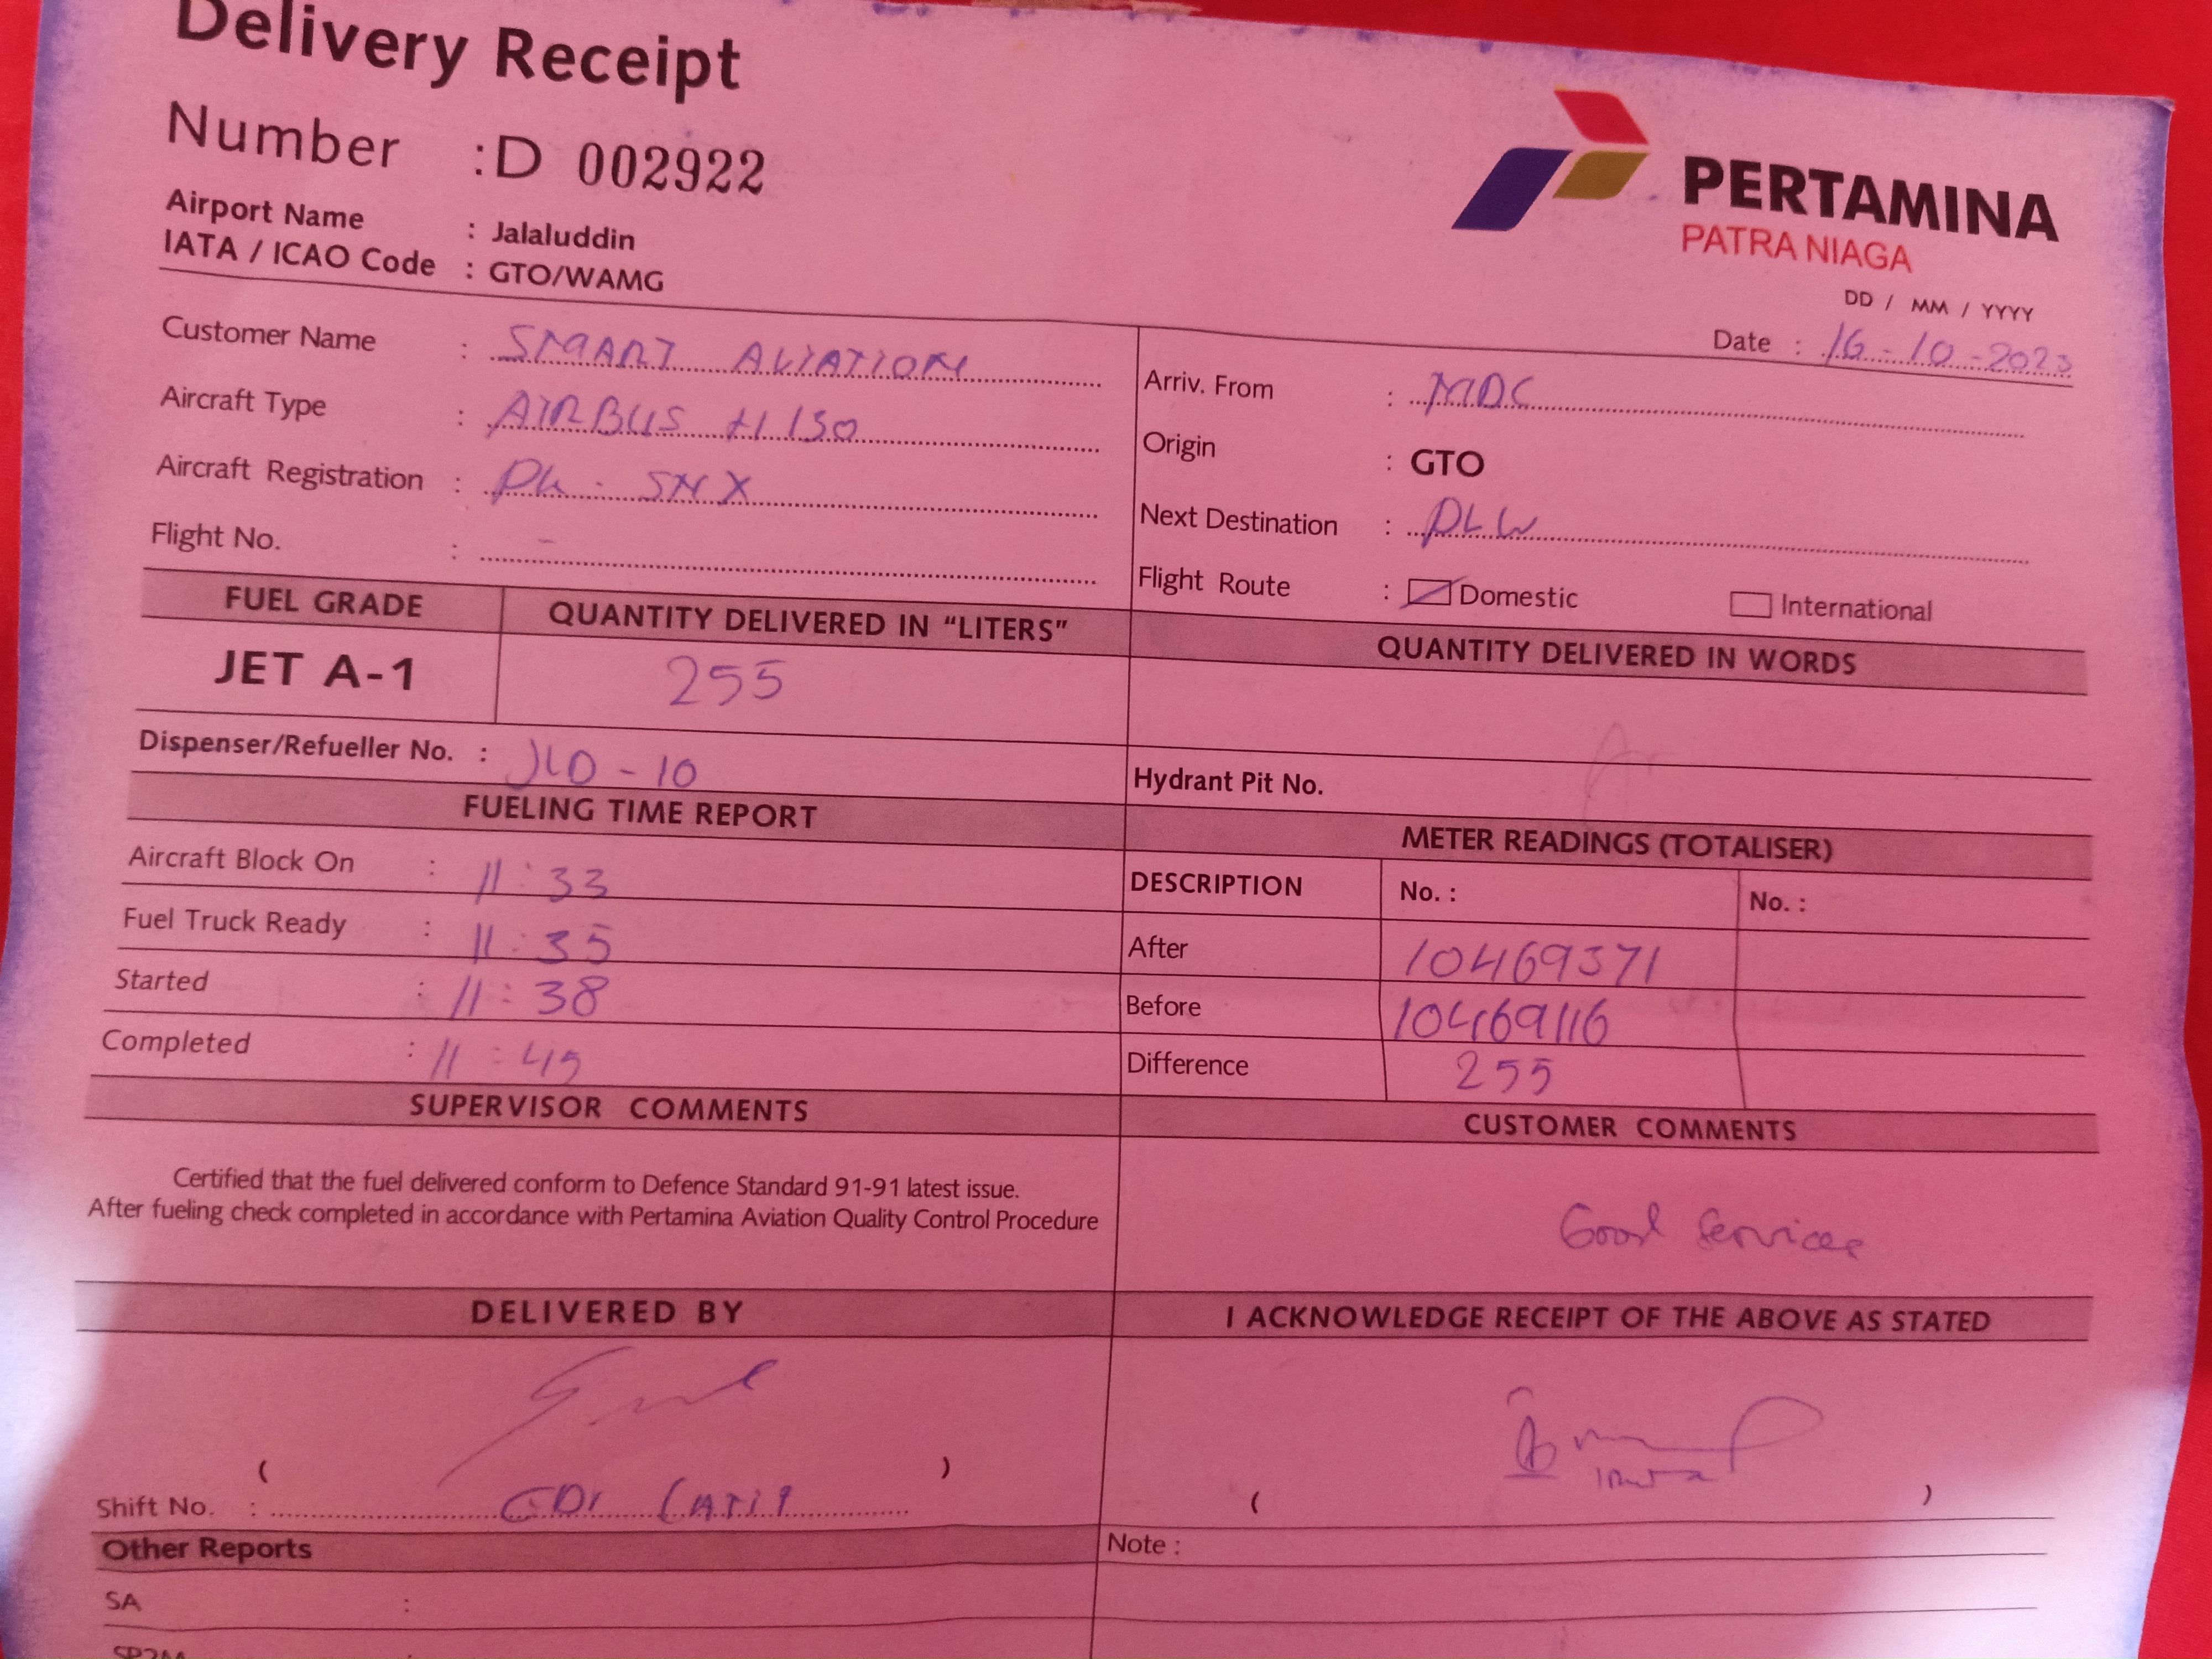 Delivery Receipt
Number : D 002922
Airport Name : Jalaluddin
IATA / ICAO Code : GTO/WAMG
PERTAMINA
PATRA NIAGA
DD / MM / YYYY
Date : 16-10-2023
Customer Name : SMART AVIATION
Aircraft Type : AIRBUS H130
Aircraft Registration : PK - SNX
Flight No. : -
Arriv. From : MDC
Origin : GTO
Next Destination : PLW
Flight Route : Domestic International
FUEL GRADE QUANTITY DELIVERED IN “LITERS” QUANTITY DELIVERED IN WORDS
JET A-1 255
Dispenser/Refueller No. : JLD - 10
Hydrant Pit No.
FUELING TIME REPORT
Aircraft Block On : 11:33
Fuel Truck Ready : 11:35
Started : 11:38
Completed : 11:45
METER READINGS (TOTALISER)
DESCRIPTION No. : No. :
After 10469371
Before 10469116
Difference 255
SUPERVISOR COMMENTS
Certified that the fuel delivered conform to Defence Standard 91-91 latest issue.
After fueling check completed in accordance with Pertamina Aviation Quality Control Procedure
CUSTOMER COMMENTS
Good Services
DELIVERED BY
( )
Shift No. :
I ACKNOWLEDGE RECEIPT OF THE ABOVE AS STATED
( )
Other Reports
Note :
SA :